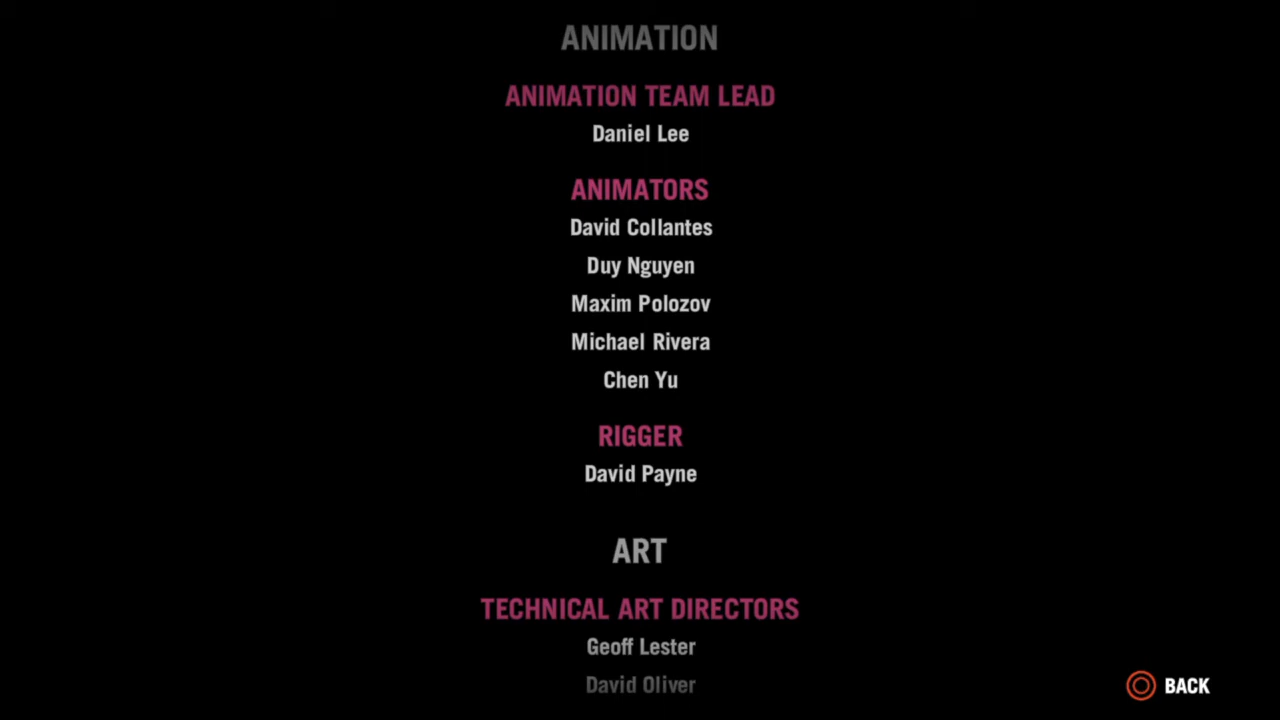 ANIMATION
ANIMATION TEAM LEAD
Daniel Lee
ANIMATORS
David Collantes
Duy Nguyen
Maxim Polozov
Michael Rivera
Chen Yu
RIGGER
David Payne
ART
TECHNICAL ART DIRECTORS
Geoff Lester
David Oliver
BACK